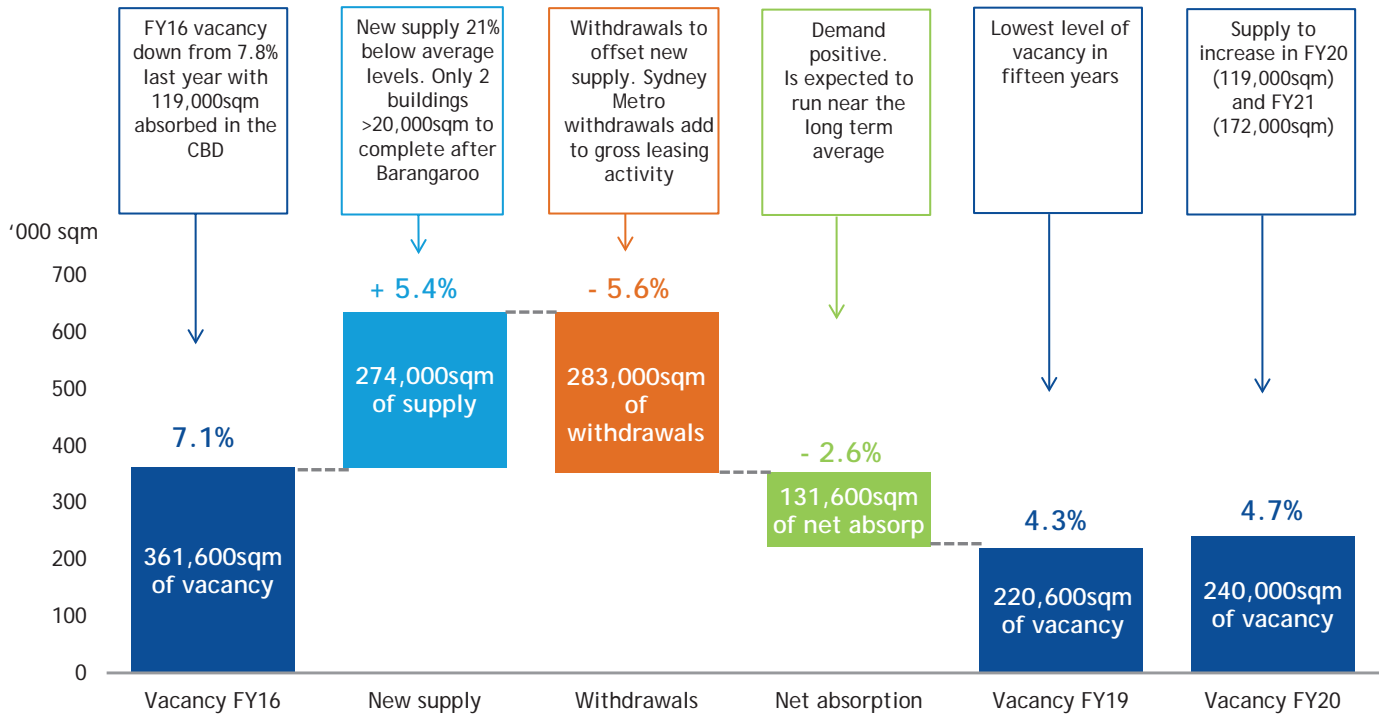 FY16 vacancy
down from 7.8%
last year with
119,000sqm
absorbed in the
CBD
New supply 21%
below average
levels. Only 2
buildings
>20,000sqm to
complete after
Barangaroo
Withdrawals to
offset new
supply. Sydney
Metro
withdrawals add
to gross leasing
activity
Demand
positive.
Is expected to
run near the
long term
average
Lowest level of
vacancy in
fifteen years
Supply to
increase in FY20
(119,000sqm)
and FY21
(172,000sqm)
'000 sqm
700
600
500
400
300
200
100
0
7.1%
361,600sqm
of vacancy
+ 5.4%
274,000sqm
of supply
- 5.6%
283,000sqm
of
withdrawals
- 2.6%
131,600sqm
of net absorp
4.3%
220,600sqm
of vacancy
4.7%
240,000sqm
of vacancy
Vacancy FY16
New supply
Withdrawals
Net absorption
Vacancy FY19
Vacancy FY20